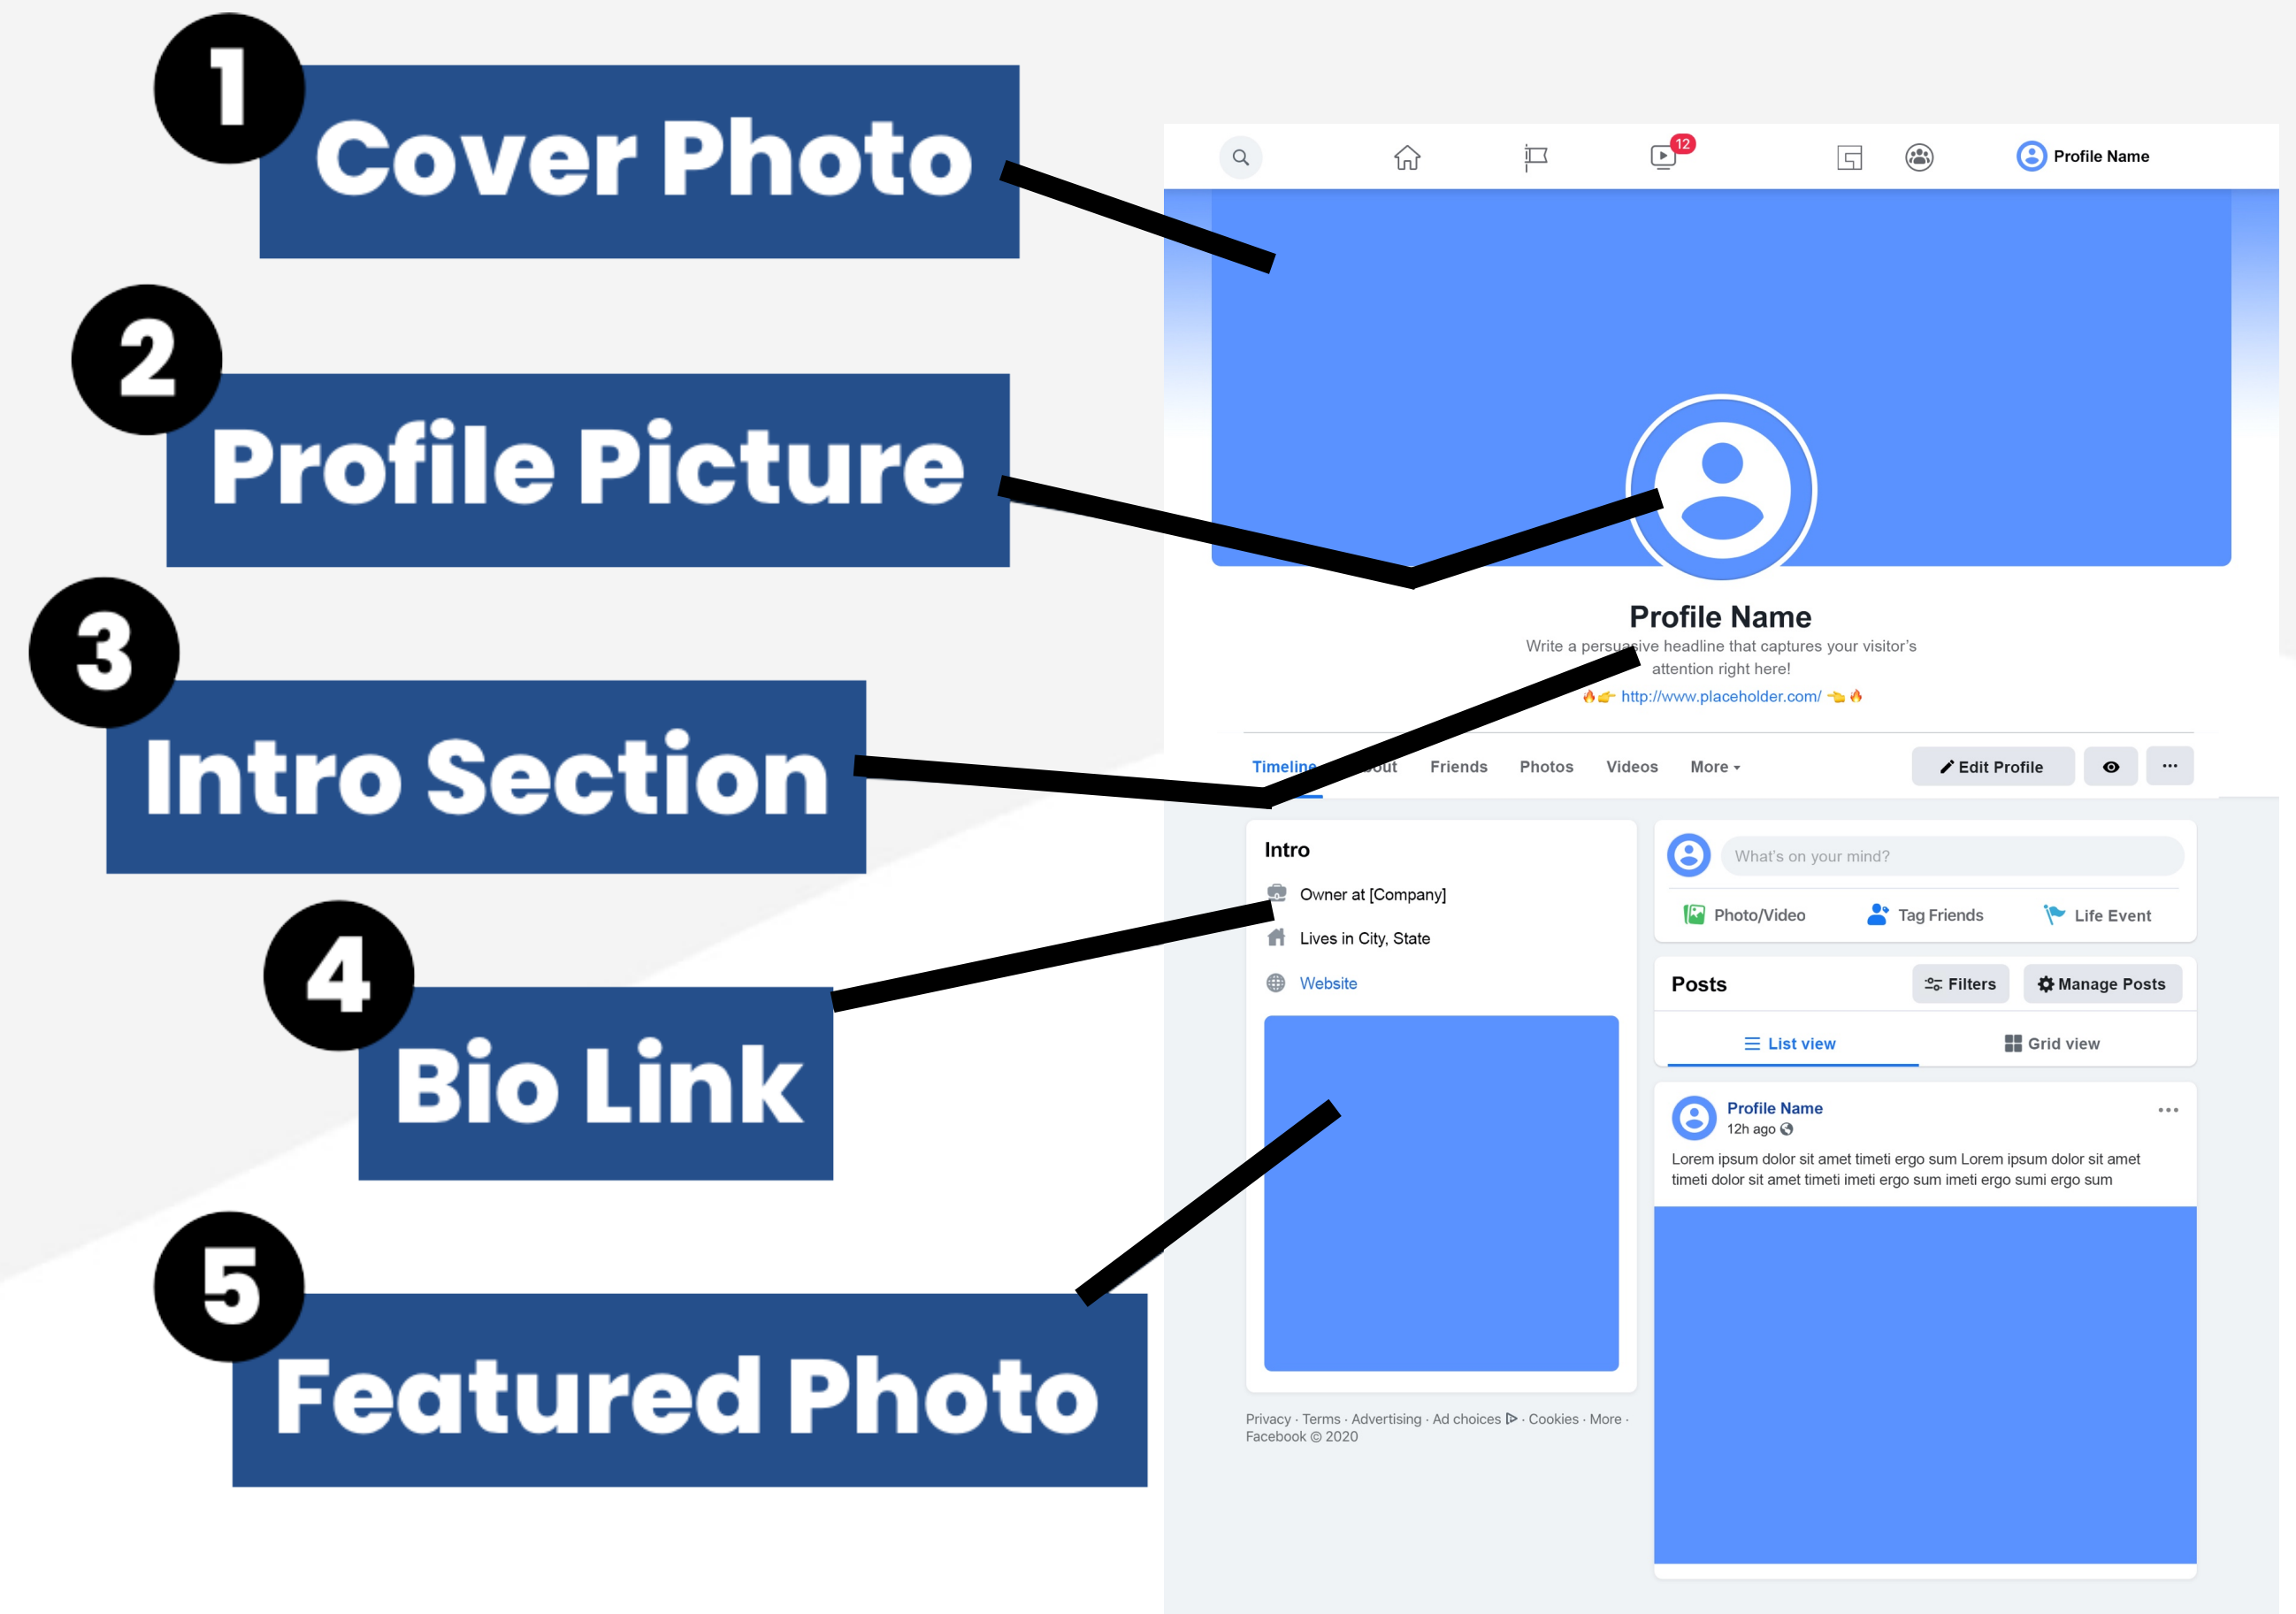 1
Cover Photo
2
Profile Picture
3
Intro Section
4
Bio Link
5
Featured Photo
12
Profile Name
Profile Name
Write a persuasive headline that captures your visitor's
attention right here!
🔥👉 http://www.placeholder.com/ 👈🔥
Timeline
Friends
Photos
Videos
More
Edit Profile
Intro
Owner at [Company]
Lives in City, State
Website
Privacy · Terms · Advertising · Ad choices · Cookies · More ·
Facebook © 2020
What's on your mind?
Photo/Video
Tag Friends
Life Event
Posts
Filters
Manage Posts
List view
Grid view
Profile Name
12h ago
Lorem ipsum dolor sit amet timeti ergo sum Lorem ipsum dolor sit amet
timeti dolor sit amet timeti imeti ergo sum imeti ergo sumi ergo sum